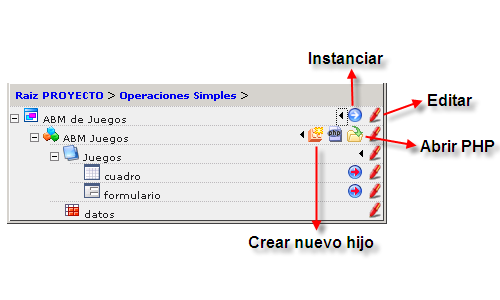 Instanciar
Raiz PROYECTO > Operaciones Simples >
Editar
ABM de Juegos
ABM Juegos
php
Abrir PHP
Juegos
cuadro
formulario
datos
Crear nuevo hijo